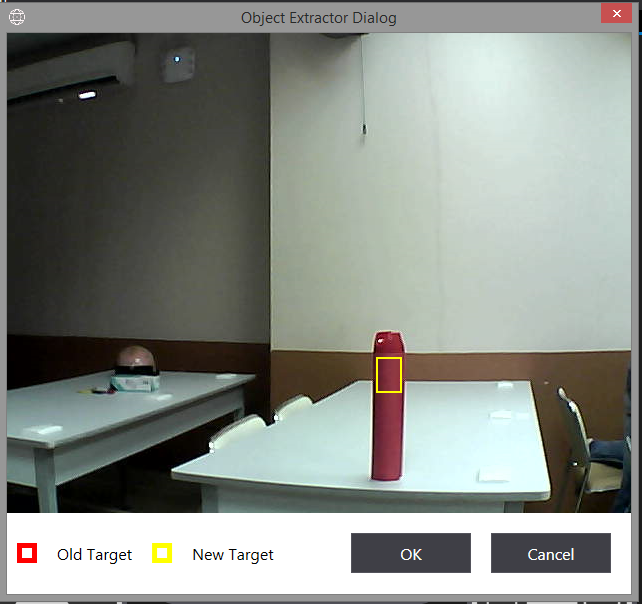 Object Extractor Dialog
Old Target
New Target
OK
Cancel